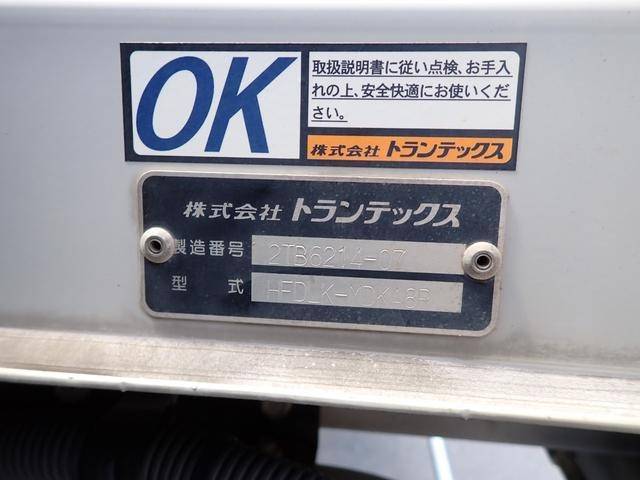 OK
取扱説明書に従い点検、お手入
れの上、安全快適にお使いくだ
さい。
株式会社 トランテックス
株式会社 トランテックス
製造番号 2TB6214-07
型 式